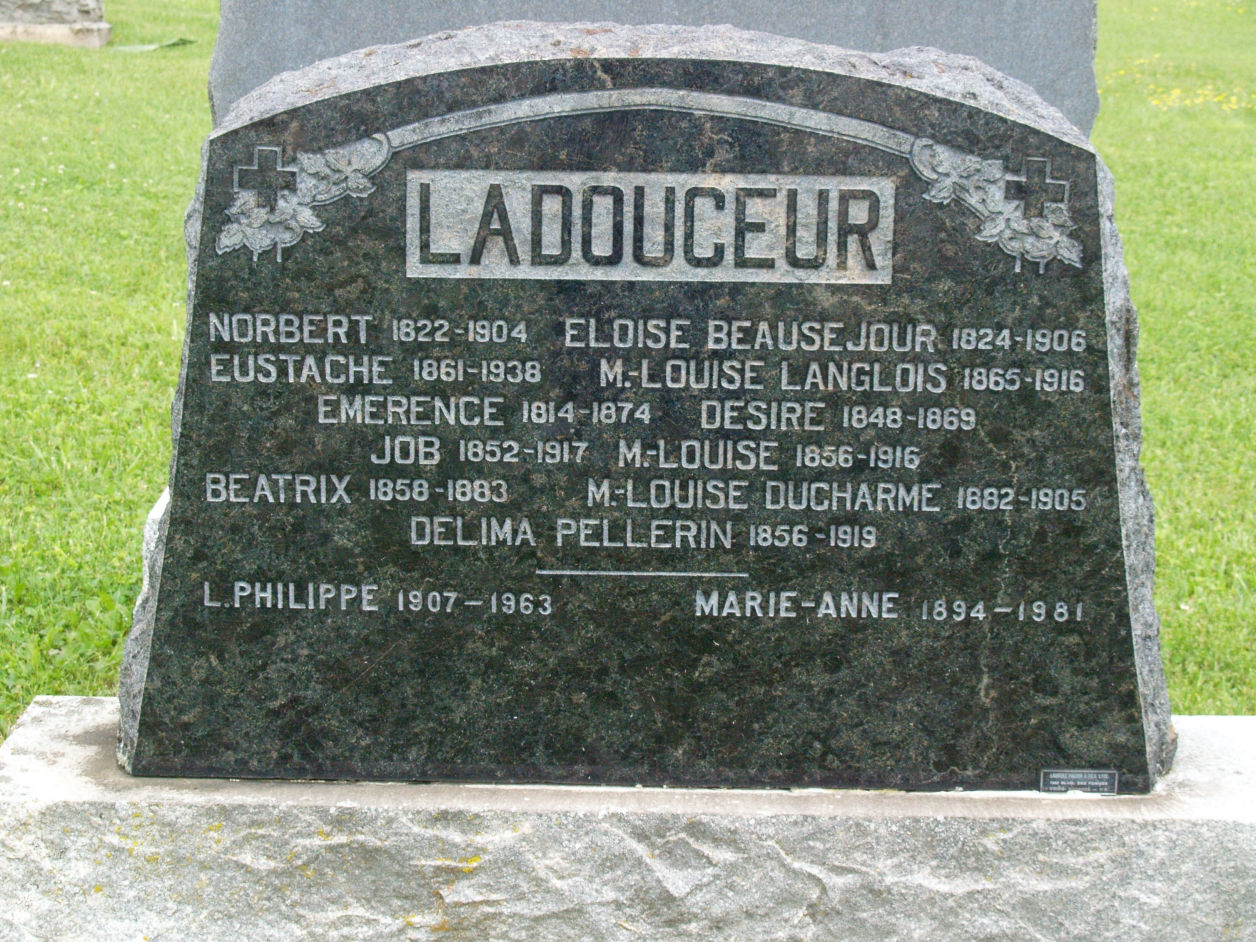 LADOUCEUR
NORBERT 1822-1904 ELOISE BEAUSEJOUR 1824-1906
EUSTACHE 1861-1938 M.-LOUISE LANGLOIS 1865-1916
EMERENCE 1814-1874 DESIRE 1848-1869
JOB 1852-1917 M.-LOUISE 1856-1916
BEATRIX 1858-1883 M.-LOUISE DUCHARME 1882-1905
DELIMA PELLERIN 1856-1919
L.PHILIPPE 1907-1963 MARIE-ANNE 1894-1981